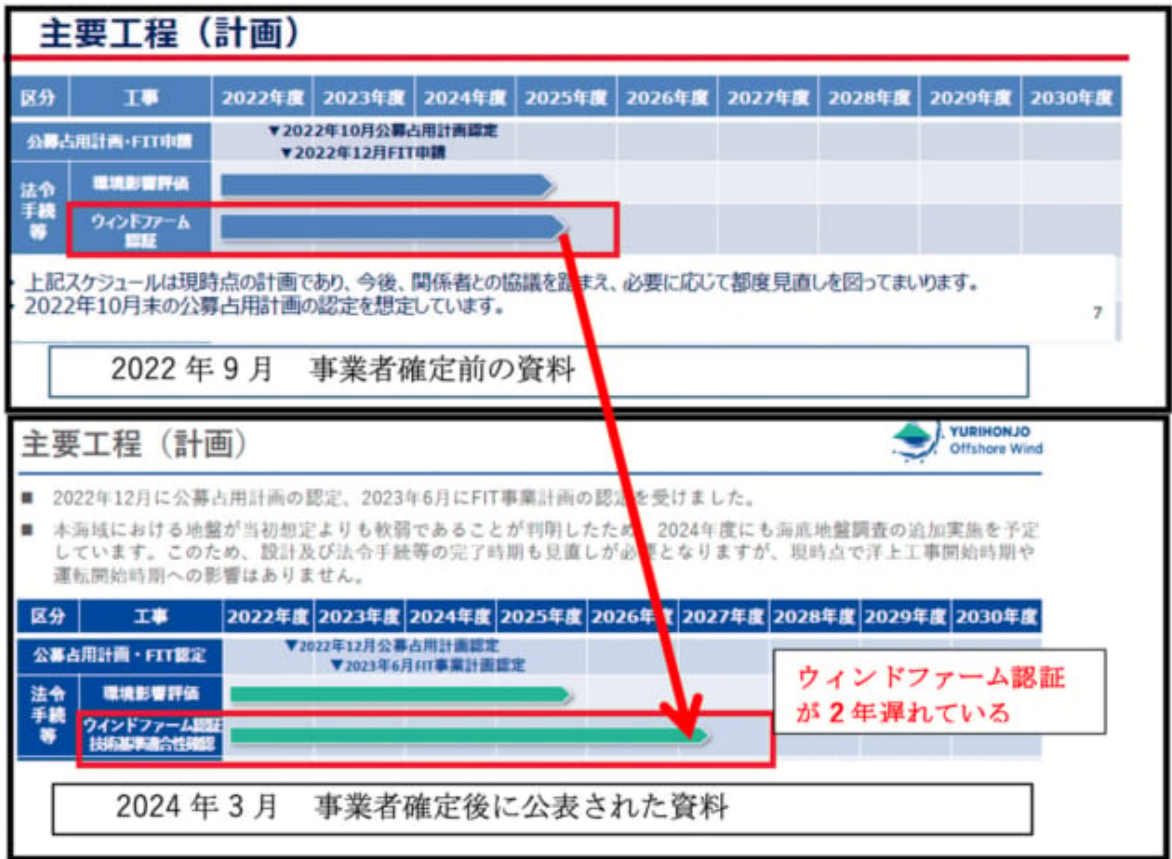 主要工程（計画）
区分 工事 2022年度 2023年度 2024年度 2025年度 2026年度 2027年度 2028年度 2029年度 2030年度
公募占用計画・FIT申請 ▼2022年10月公募占用計画認定
▼2022年12月FIT申請
法令手続等 環境影響評価
ウィンドファーム認証
・ 上記スケジュールは現時点の計画であり、今後、関係者との協議を踏まえ、必要に応じて都度見直しを図ってまいります。
・ 2022年10月末の公募占用計画の認定を想定しています。
7
2022年9月 事業者確定前の資料
主要工程（計画）
YURIHONJO
Offshore Wind
■ 2022年12月に公募占用計画の認定、2023年6月にFIT事業計画の認定を受けました。
■ 本海域における地盤が当初想定よりも軟弱であることが判明したため、2024年度にも海底地盤調査の追加実施を予定
しています。このため、設計及び法令手続等の完了時期も見直しが必要となりますが、現時点で洋上工事開始時期や
運転開始時期への影響はありません。
区分 工事 2022年度 2023年度 2024年度 2025年度 2026年度 2027年度 2028年度 2029年度 2030年度
公募占用計画・FIT認定 ▼2022年12月公募占用計画認定
▼2023年6月FIT事業計画認定
法令手続等 環境影響評価
ウインドファーム認証
技術基準適合性確認
ウィンドファーム認証
が2年遅れている
2024年3月 事業者確定後に公表された資料